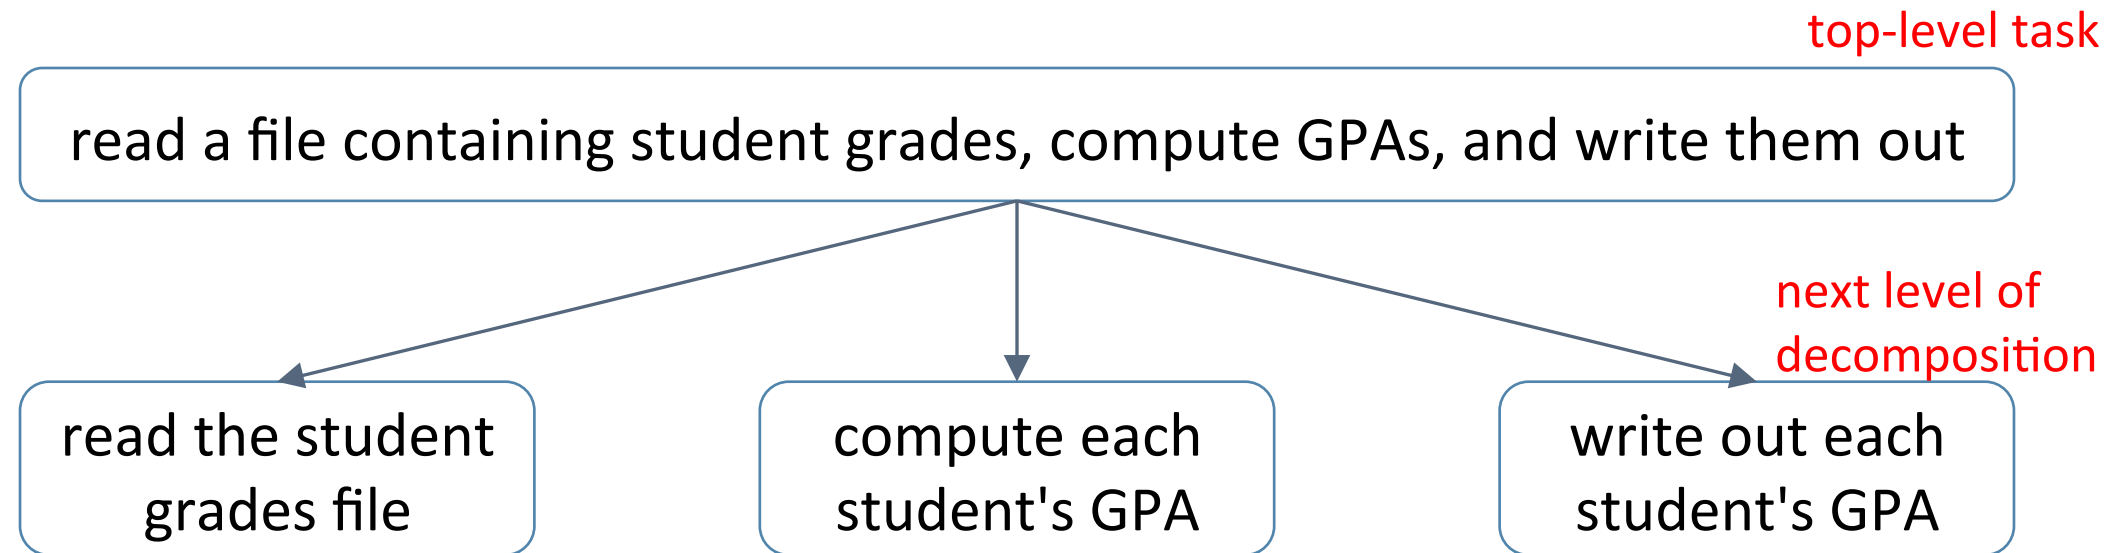 top-level task
read a file containing student grades, compute GPAs, and write them out
next level of
decomposition
read the student
grades file
compute each
student's GPA
write out each
student's GPA